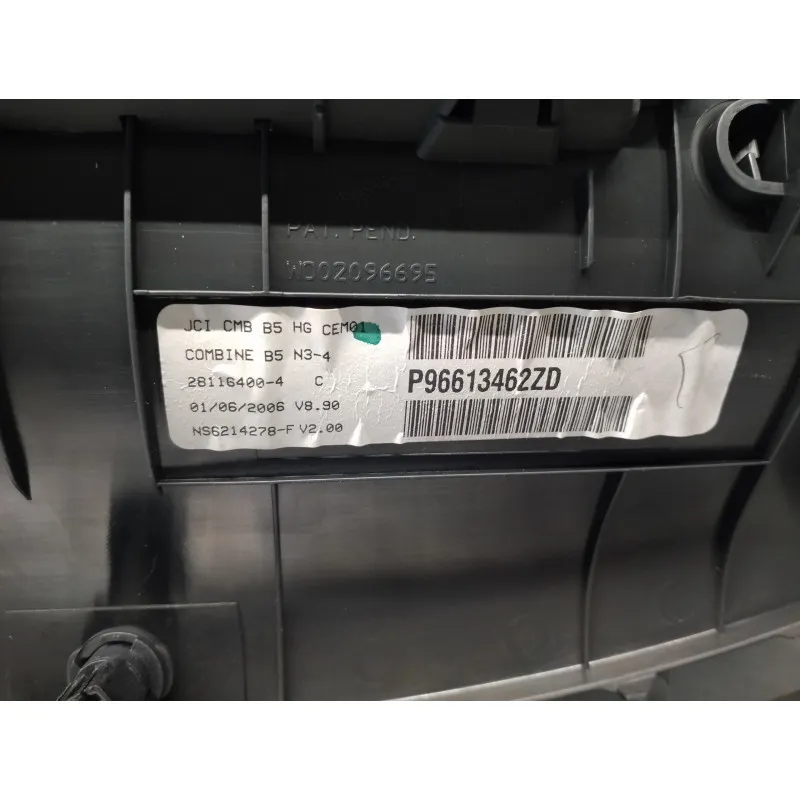 PAT. PEND.
WO02096695
JCI CMB B5 HG CEM01
COMBINE B5 N3-4
28116400-4 C
01/06/2006 V8.90
NS6214278-F V2.00
P96613462ZD